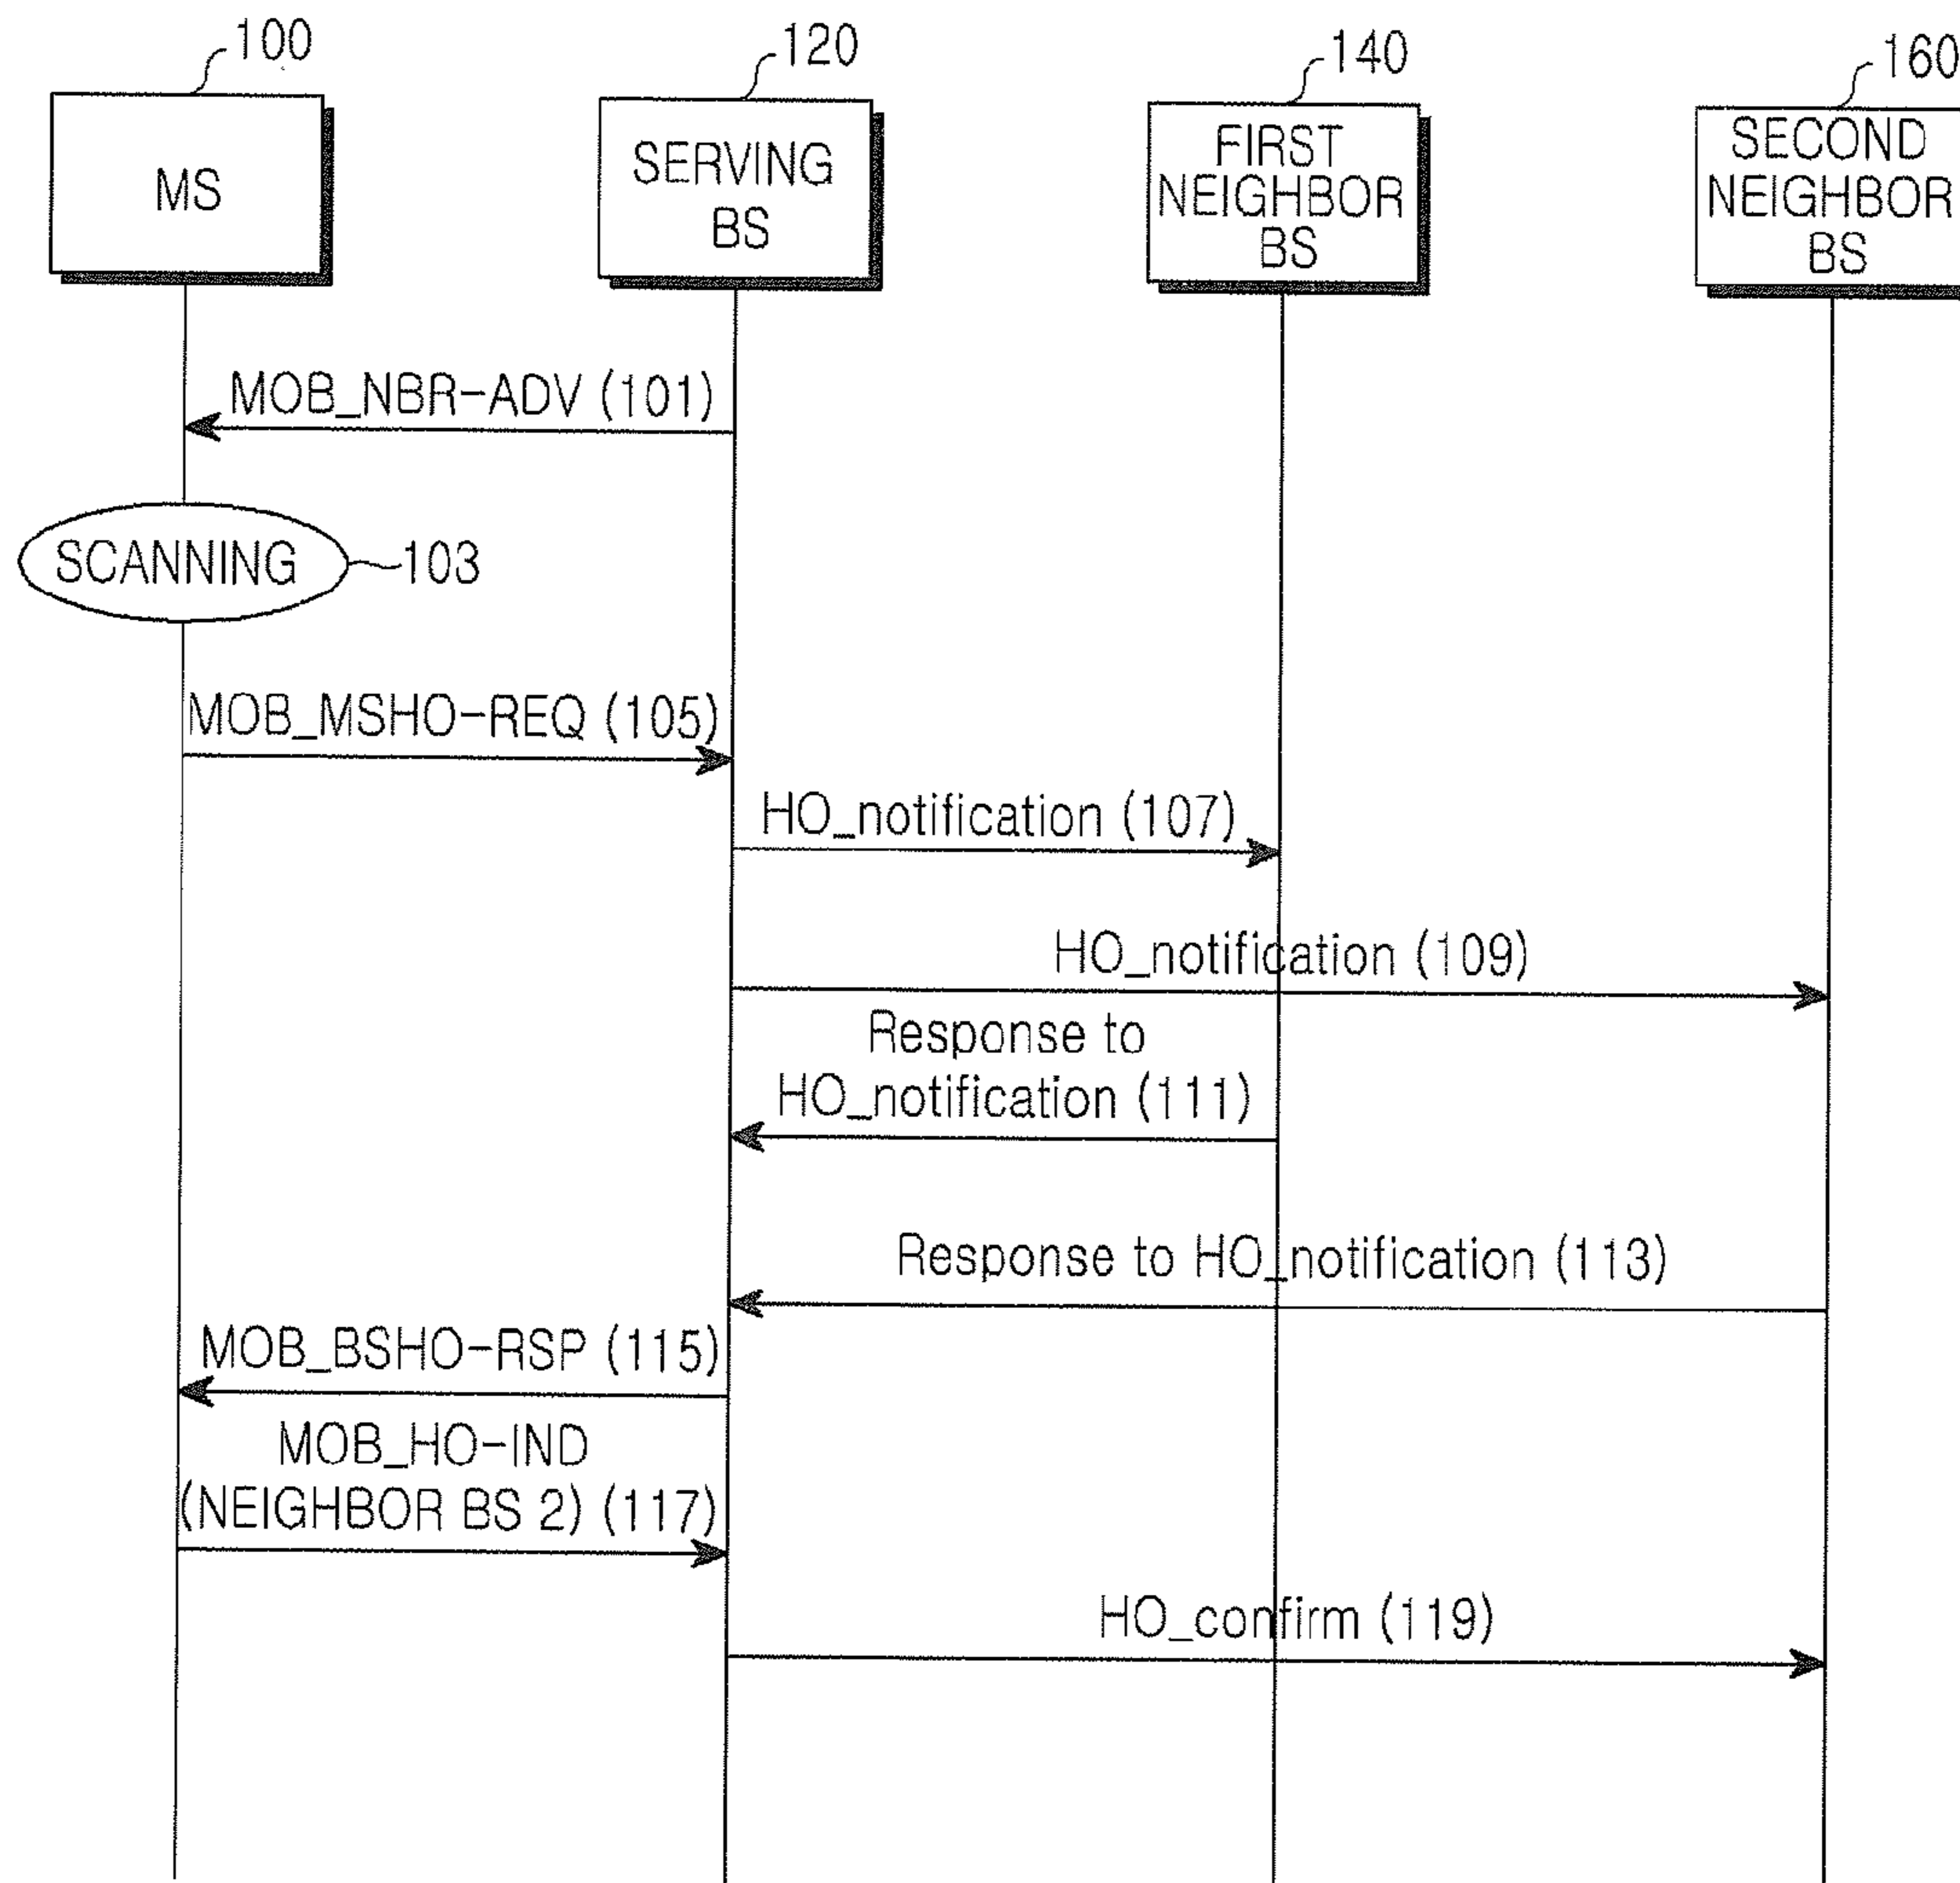 100
120
140
160
MS
SERVING
BS
FIRST
NEIGHBOR
BS
SECOND
NEIGHBOR
BS
MOB_NBR-ADV (101)
SCANNING
103
MOB_MSHO-REQ (105)
HO_notification (107)
HO_notification (109)
Response to
HO_notification (111)
Response to HO_notification (113)
MOB_BSHO-RSP (115)
MOB_HO-IND
(NEIGHBOR BS 2) (117)
HO_confirm (119)